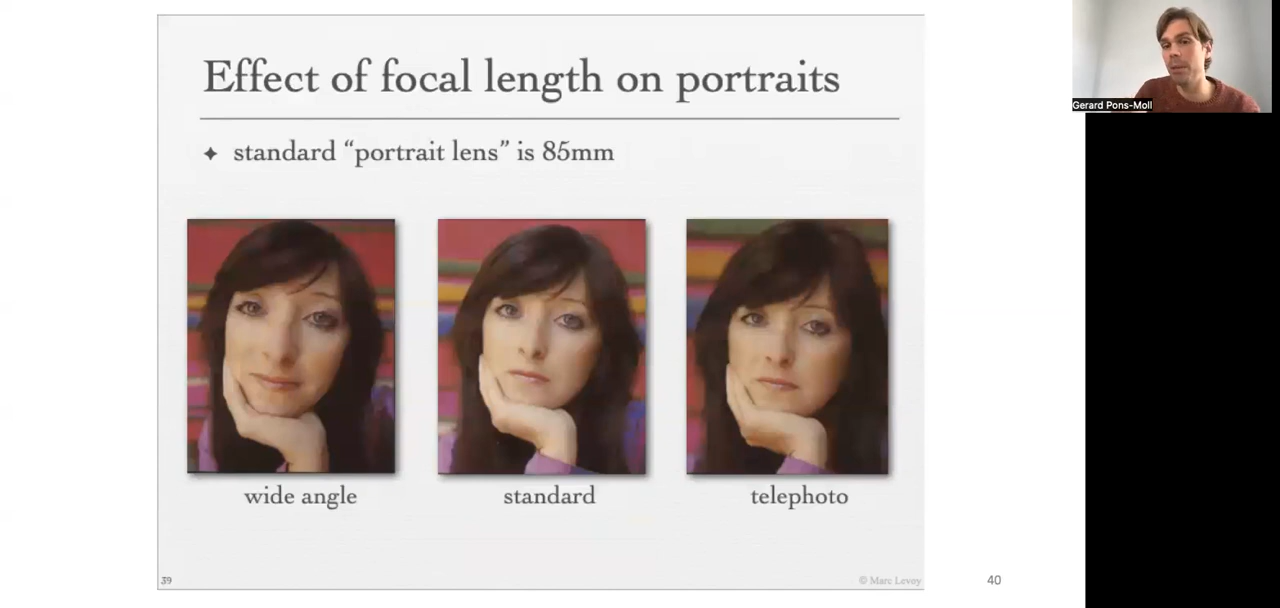 Effect of focal length on portraits
✦ standard “portrait lens” is 85mm
wide angle
standard
telephoto
39
© Marc Levoy
40
Gerard Pons-Moll